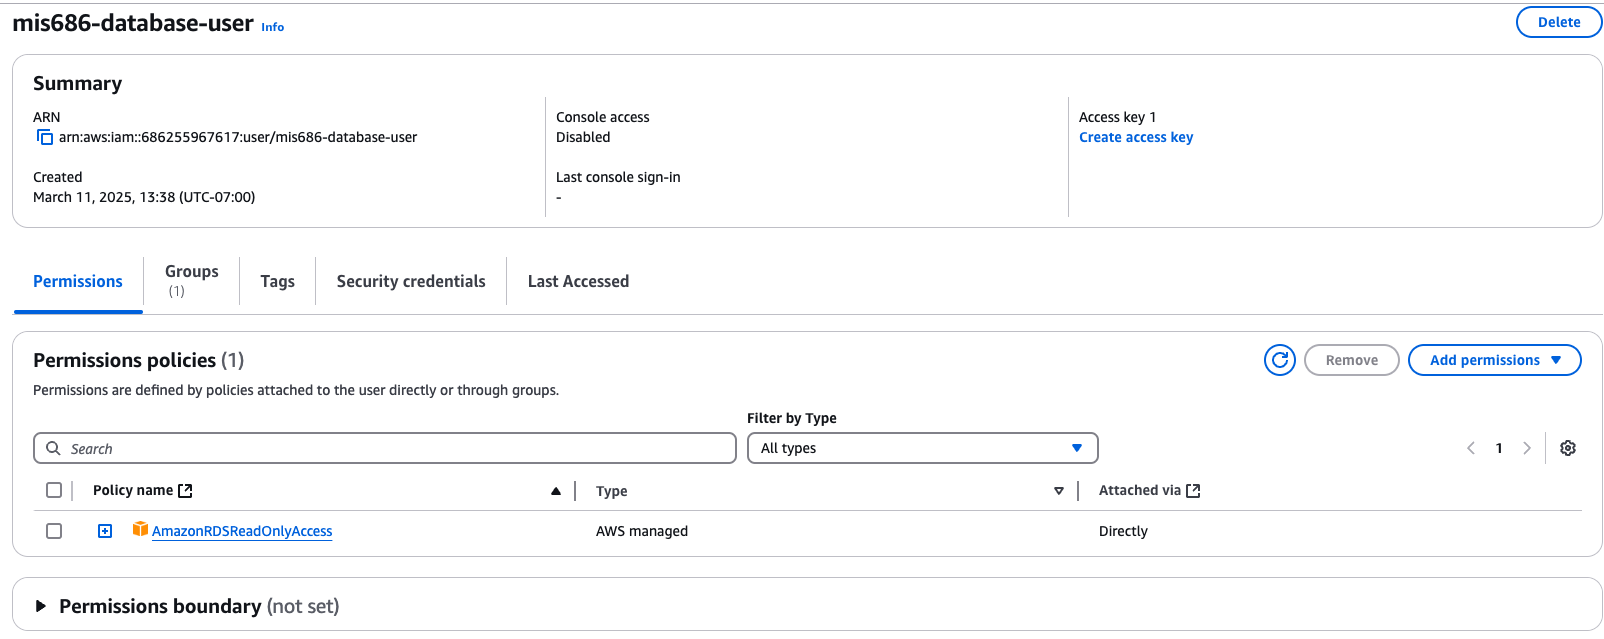 mis686-database-user Info
Delete
Summary
ARN
arn:aws:iam::686255967617:user/mis686-database-user
Created
March 11, 2025, 13:38 (UTC-07:00)
Console access
Disabled
Last console sign-in
-
Access key 1
Create access key
Permissions
Groups
(1)
Tags
Security credentials
Last Accessed
Permissions policies (1)
Remove
Add permissions
Permissions are defined by policies attached to the user directly or through groups.
Filter by Type
Search
All types
1
Policy name
Type
Attached via
AmazonRDSReadOnlyAccess
AWS managed
Directly
Permissions boundary (not set)